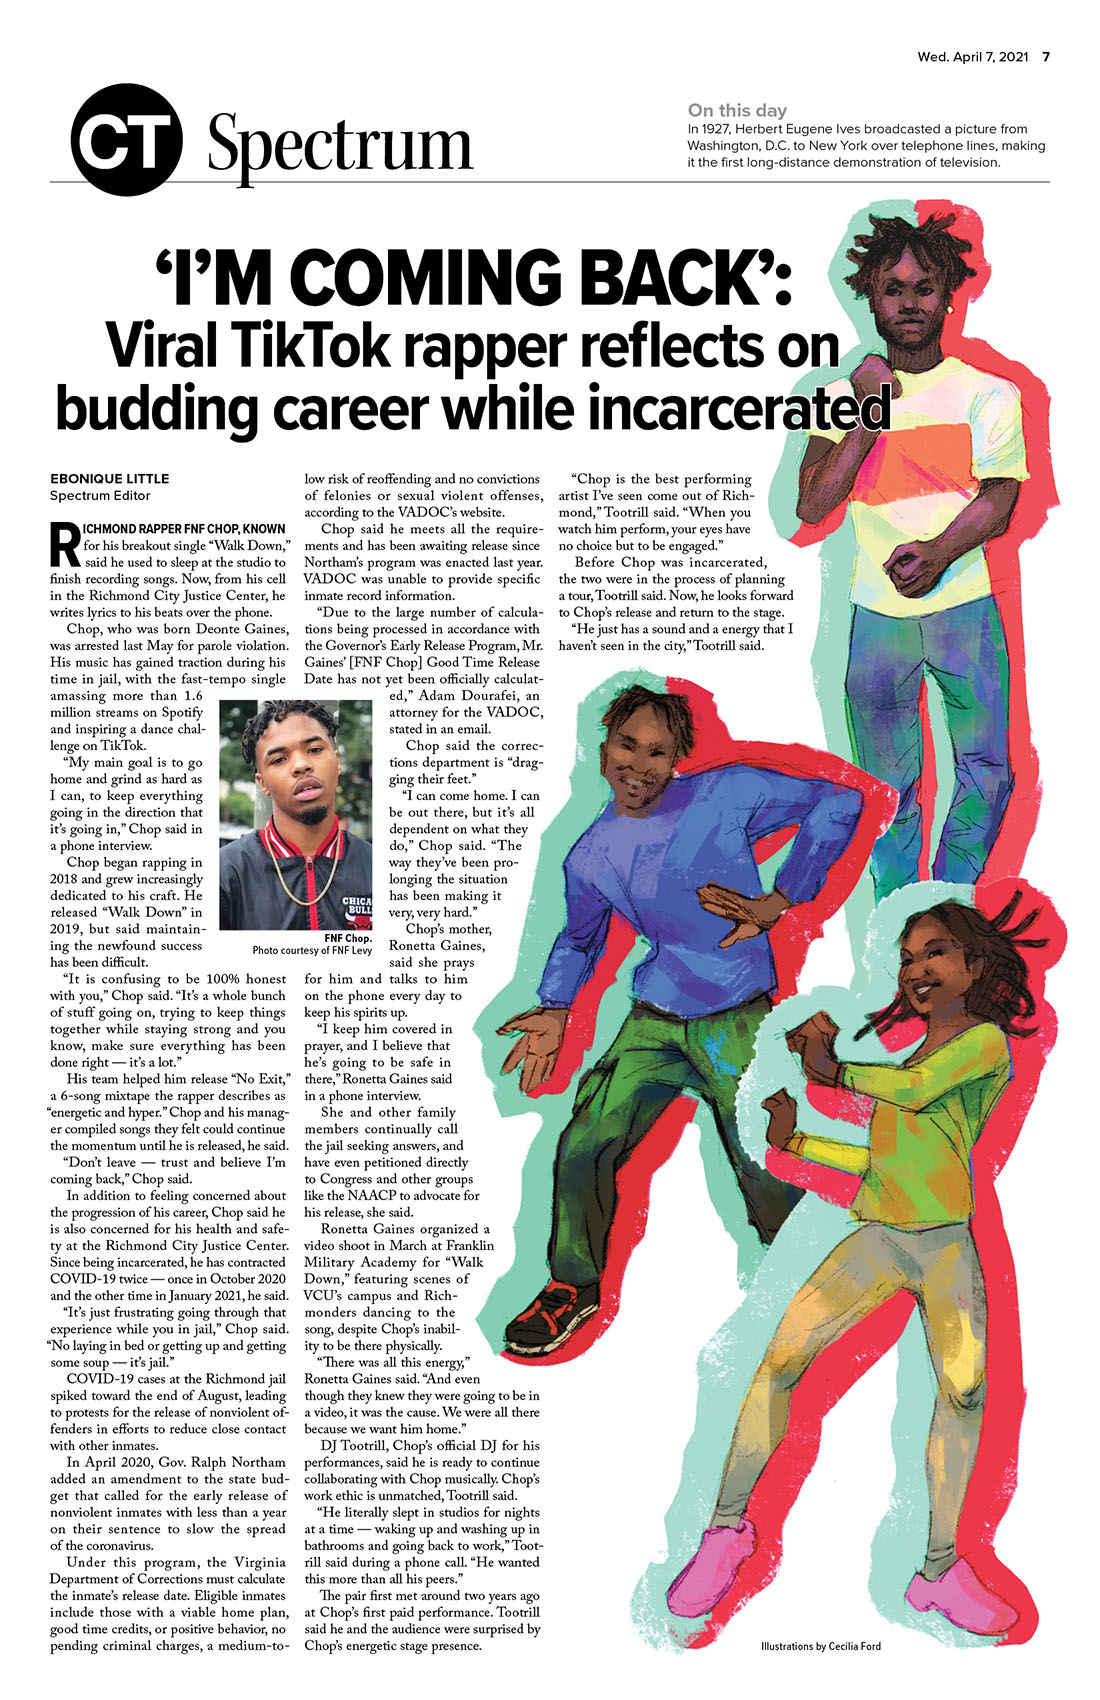 Wed. April 7, 2021 7
CT
Spectrum
On this day
In 1927, Herbert Eugene Ives broadcasted a picture from
Washington, D.C. to New York over telephone lines, making
it the first long-distance demonstration of television.
‘I’M COMING BACK’:
Viral TikTok rapper reflects on
budding career while incarcerated
EBONIQUE LITTLE
Spectrum Editor
RICHMOND RAPPER FNF CHOP, KNOWN
for his breakout single “Walk Down,”
said he used to sleep at the studio to
finish recording songs. Now, from his cell
in the Richmond City Justice Center, he
writes lyrics to his beats over the phone.
Chop, who was born Deonte Gaines,
was arrested last May for parole violation.
His music has gained traction during his
time in jail, with the fast-tempo single
amassing more than 1.6
million streams on Spotify
and inspiring a dance chal-
lenge on TikTok.
“My main goal is to go
home and grind as hard as
I can, to keep everything
going in the direction that
it’s going in,” Chop said in
a phone interview.
Chop began rapping in
2018 and grew increasingly
dedicated to his craft. He
released “Walk Down” in
2019, but said maintain-
ing the newfound success
has been difficult.
“It is confusing to be 100% honest
with you,” Chop said. “It’s a whole bunch
of stuff going on, trying to keep things
together while staying strong and you
know, make sure everything has been
done right — it’s a lot.”
His team helped him release “No Exit,”
a 6-song mixtape the rapper describes as
“energetic and hyper.” Chop and his manag-
er compiled songs they felt could continue
the momentum until he is released, he said.
“Don’t leave — trust and believe I’m
coming back,” Chop said.
In addition to feeling concerned about
the progression of his career, Chop said he
is also concerned for his health and safe-
ty at the Richmond City Justice Center.
Since being incarcerated, he has contracted
COVID-19 twice — once in October 2020
and the other time in January 2021, he said.
“It’s just frustrating going through that
experience while you in jail,” Chop said.
“No laying in bed or getting up and getting
some soup — it’s jail.”
COVID-19 cases at the Richmond jail
spiked toward the end of August, leading
to protests for the release of nonviolent of-
fenders in efforts to reduce close contact
with other inmates.
In April 2020, Gov. Ralph Northam
added an amendment to the state bud-
get that called for the early release of
nonviolent inmates with less than a year
on their sentence to slow the spread
of the coronavirus.
Under this program, the Virginia
Department of Corrections must calculate
the inmate’s release date. Eligible inmates
include those with a viable home plan,
good time credits, or positive behavior, no
pending criminal charges, a medium-to-
low risk of reoffending and no convictions
of felonies or sexual violent offenses,
according to the VADOC’s website.
Chop said he meets all the require-
ments and has been awaiting release since
Northam’s program was enacted last year.
VADOC was unable to provide specific
inmate record information.
“Due to the large number of calcula-
tions being processed in accordance with
the Governor’s Early Release Program, Mr.
Gaines’ [FNF Chop] Good Time Release
Date has not yet been officially calculat-
ed,” Adam Dourafei, an
attorney for the VADOC,
stated in an email.
Chop said the correc-
tions department is “drag-
ging their feet.”
“I can come home. I can
be out there, but it’s all
dependent on what they
do,” Chop said. “The
way they’ve been pro-
longing the situation
has been making it
very, very hard.”
Chop’s mother,
Ronetta Gaines,
said she prays
for him and talks to him
on the phone every day to
keep his spirits up.
“I keep him covered in
prayer, and I believe that
he’s going to be safe in
there,” Ronetta Gaines said
in a phone interview.
She and other family
members continually call
the jail seeking answers, and
have even petitioned directly
to Congress and other groups
like the NAACP to advocate for
his release, she said.
Ronetta Gaines organized a
video shoot in March at Franklin
Military Academy for “Walk
Down,” featuring scenes of
VCU’s campus and Rich-
monders dancing to the
song, despite Chop’s inabil-
ity to be there physically.
“There was all this energy,”
Ronetta Gaines said. “And even
though they knew they were going to be in
a video, it was the cause. We were all there
because we want him home.”
DJ Tootrill, Chop’s official DJ for his
performances, said he is ready to continue
collaborating with Chop musically. Chop’s
work ethic is unmatched, Tootrill said.
“He literally slept in studios for nights
at a time — waking up and washing up in
bathrooms and going back to work,” Toot-
rill said during a phone call. “He wanted
this more than all his peers.”
The pair first met around two years ago
at Chop’s first paid performance. Tootrill
said he and the audience were surprised by
Chop’s energetic stage presence.
“Chop is the best performing
artist I’ve seen come out of Rich-
mond,” Tootrill said. “When you
watch him perform, your eyes have
no choice but to be engaged.”
Before Chop was incarcerated,
the two were in the process of planning
a tour, Tootrill said. Now, he looks forward
to Chop’s release and return to the stage.
“He just has a sound and a energy that I
haven’t seen in the city,” Tootrill said.
CHICA
BULL
FNF Chop.
Photo courtesy of FNF Levy
Illustrations by Cecilia Ford